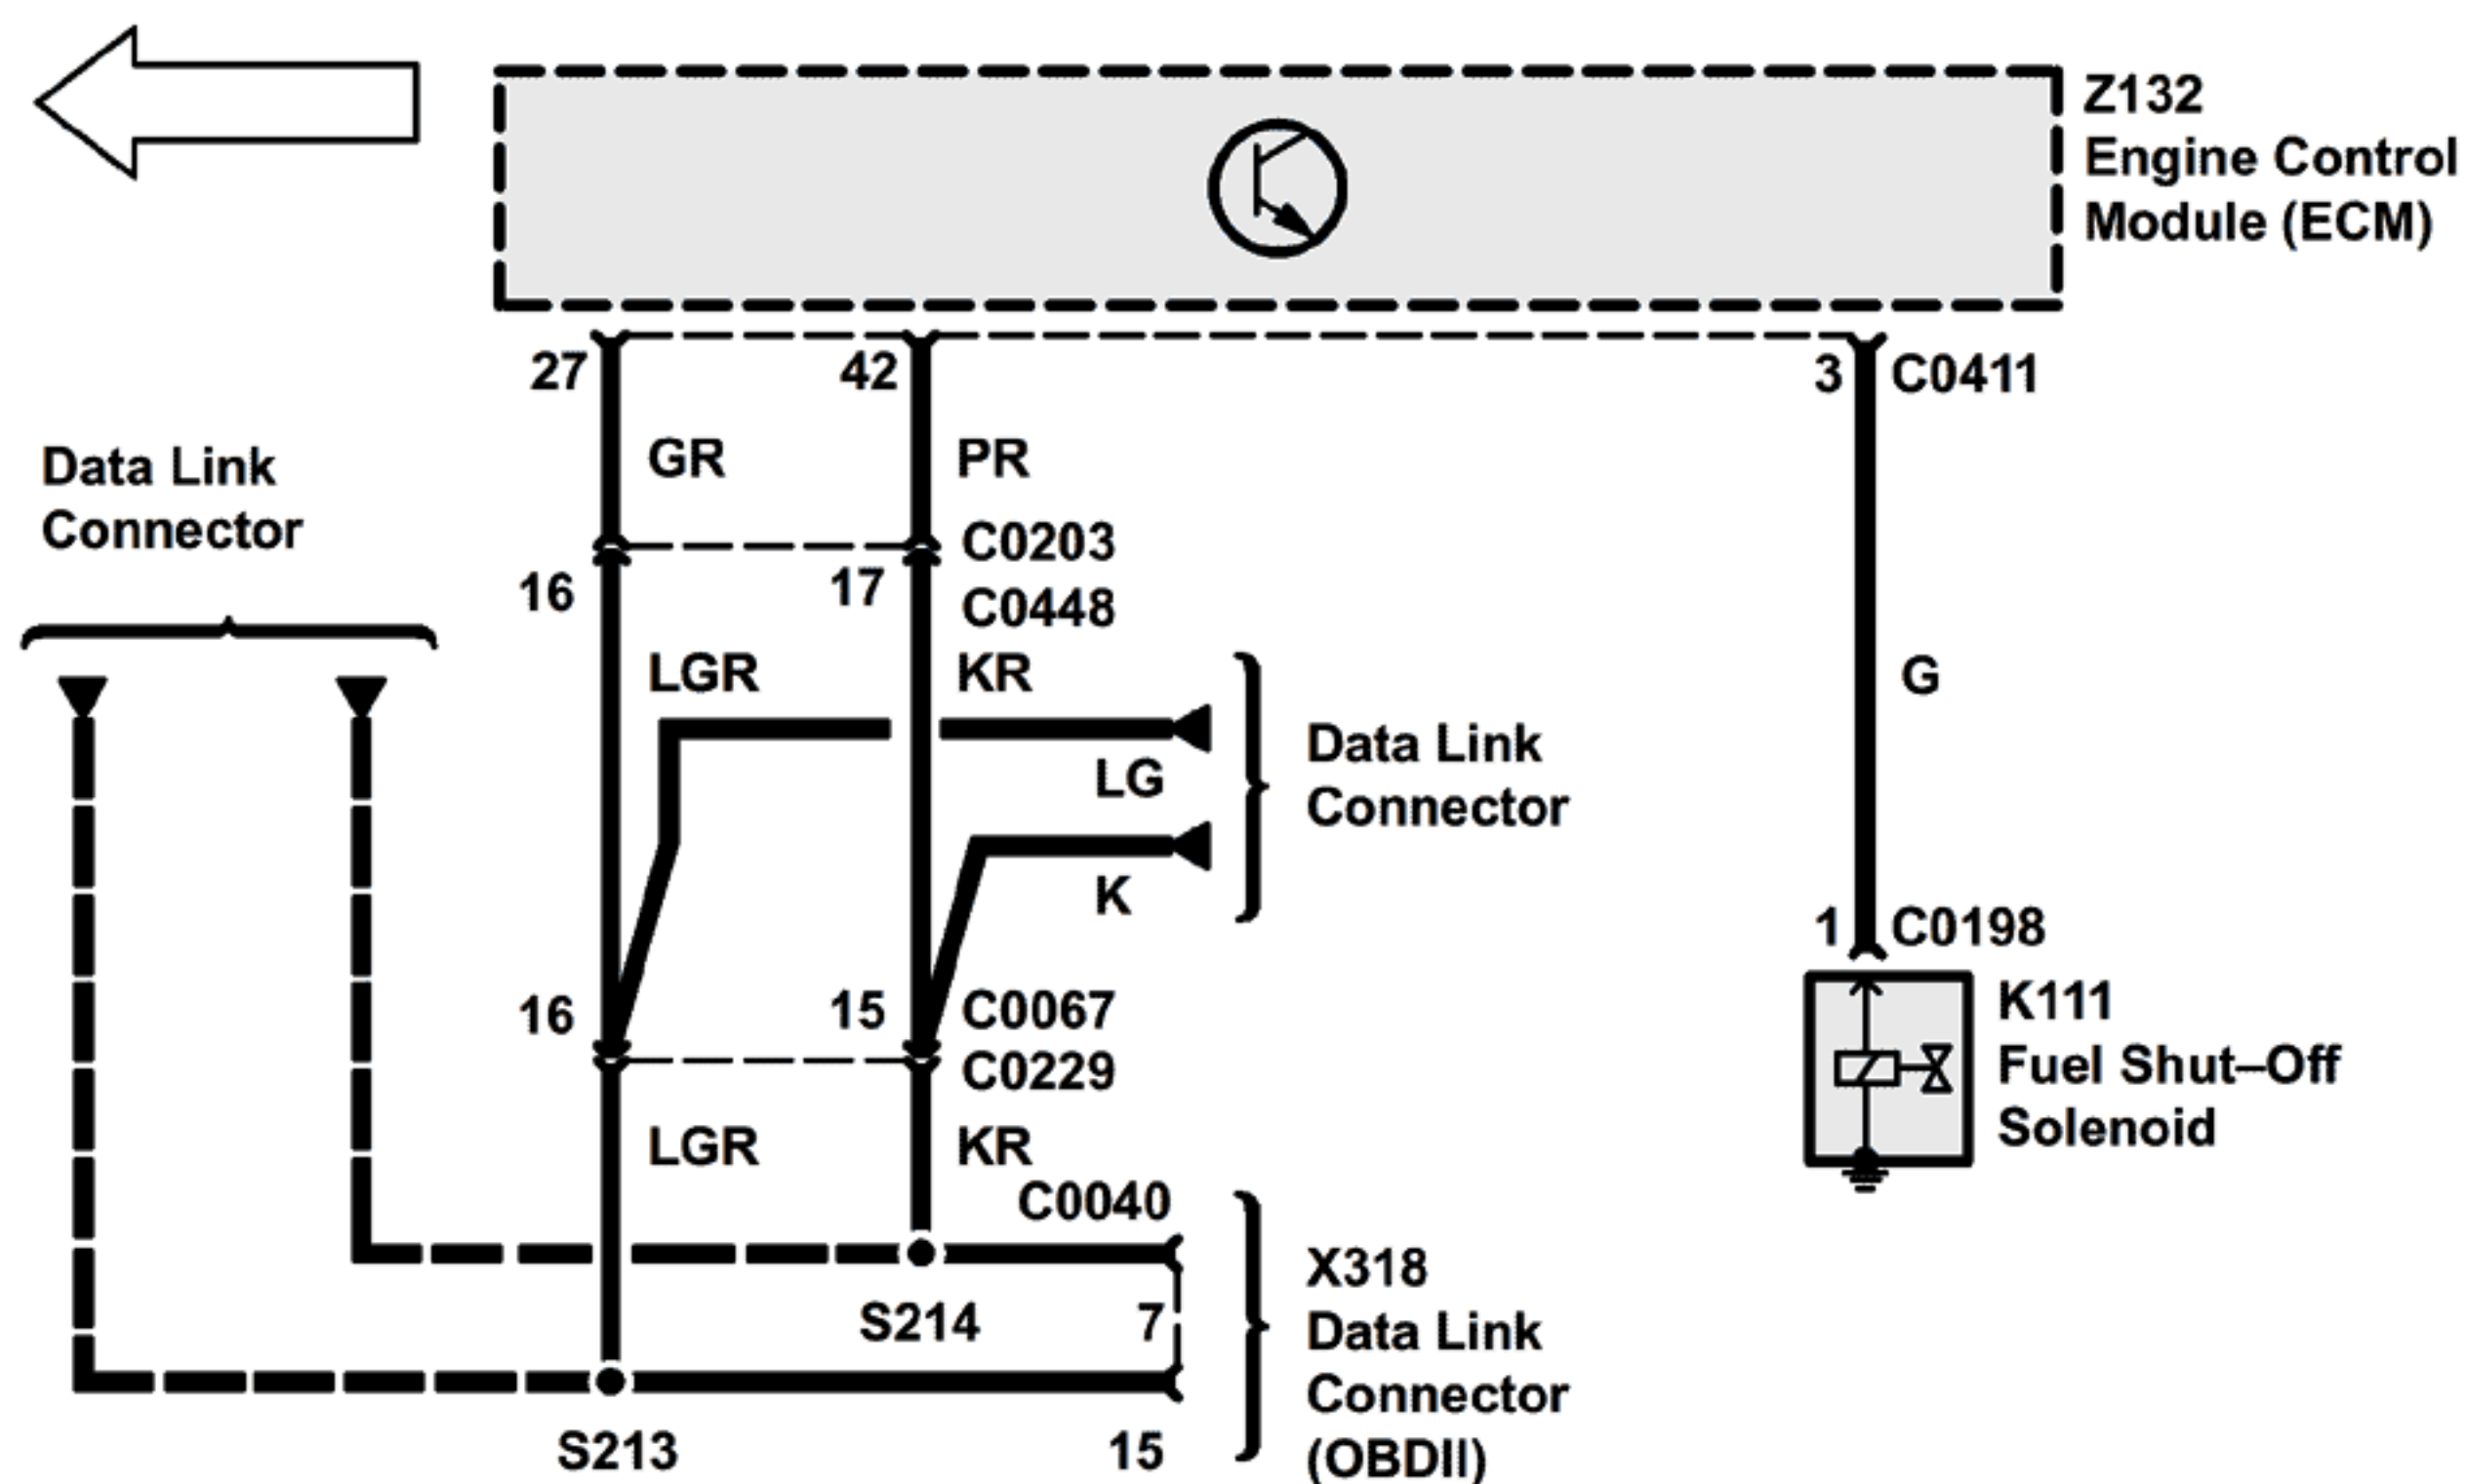 Z132
Engine Control
Module (ECM)
27
42
3
C0411
GR
PR
Data Link
Connector
C0203
16
17
C0448
LGR
KR
G
Data Link
Connector
LG
K
1
C0198
16
15
C0067
C0229
K111
Fuel Shut–Off
Solenoid
LGR
KR
C0040
S214
7
X318
Data Link
Connector
(OBDII)
S213
15